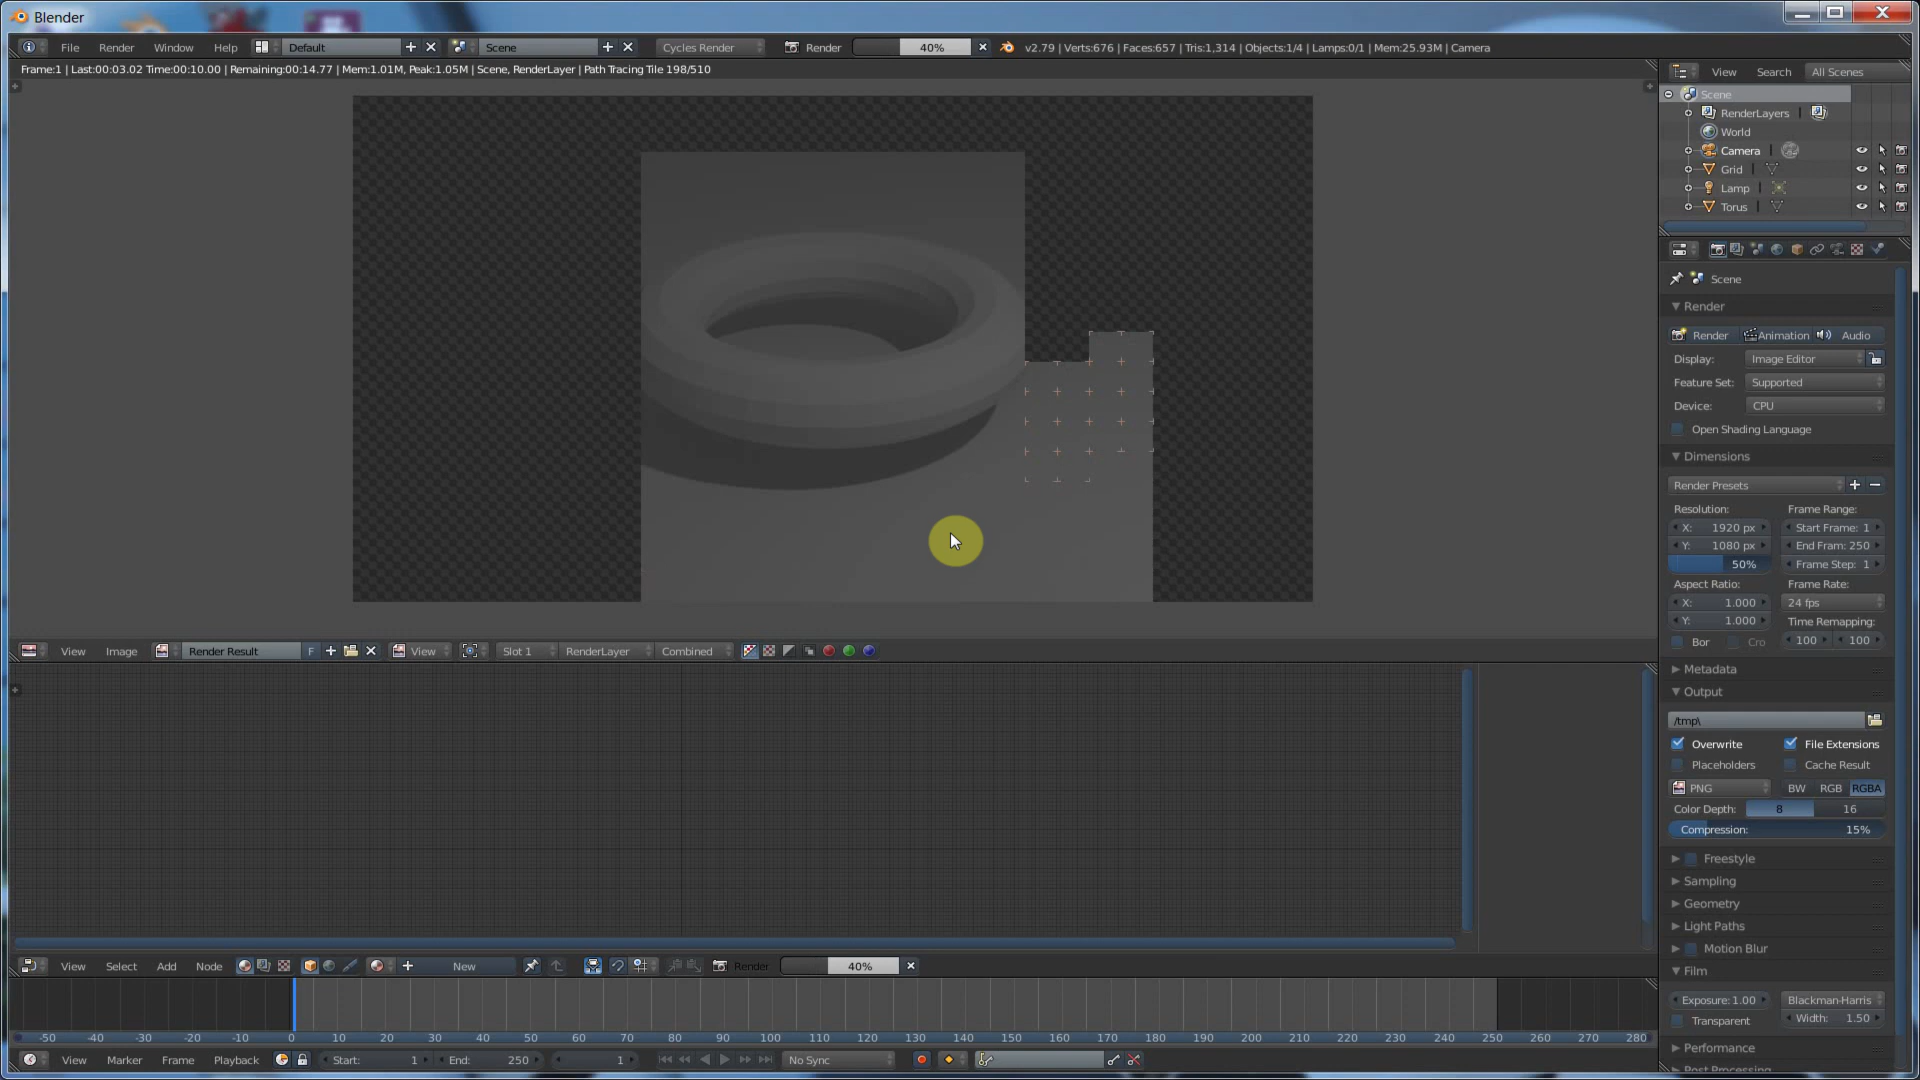 Blender
File Render Window Help Default Scene Cycles Render Render 40% v2.79 | Verts:676 | Faces:657 | Tris:1,314 | Objects:1/4 | Lamps:0/1 | Mem:25.93M | Camera
Frame:1 | Last:00:03.02 Time:00:10.00 | Remaining:00:14.77 | Mem:1.01M, Peak:1.05M | Scene, RenderLayer | Path Tracing Tile 198/510
View Search All Scenes
Scene
RenderLayers
World
Camera
Grid
Lamp
Torus
Scene
Render
Render Animation Audio
Display: Image Editor
Feature Set: Supported
Device: CPU
Open Shading Language
Dimensions
Render Presets
Resolution: Frame Range:
X: 1920 px Start Frame: 1
Y: 1080 px End Fram: 250
50% Frame Step: 1
Aspect Ratio: Frame Rate:
X: 1.000 24 fps
Y: 1.000 Time Remapping:
Bor Cro 100 100
Metadata
Output
/tmp\
Overwrite File Extensions
Placeholders Cache Result
PNG BW RGB RGBA
Color Depth: 8 16
Compression: 15%
Freestyle
Sampling
Geometry
Light Paths
Motion Blur
Film
Exposure: 1.00 Blackman-Harris
Transparent Width: 1.50
Performance
Post Processing
View Image Render Result F View Slot 1 RenderLayer Combined
View Select Add Node New Render 40%
-50 -40 -30 -20 -10 0 10 20 30 40 50 60 70 80 90 100 110 120 130 140 150 160 170 180 190 200 210 220 230 240 250 260 270 280
View Marker Frame Playback Start: 1 End: 250 1 No Sync